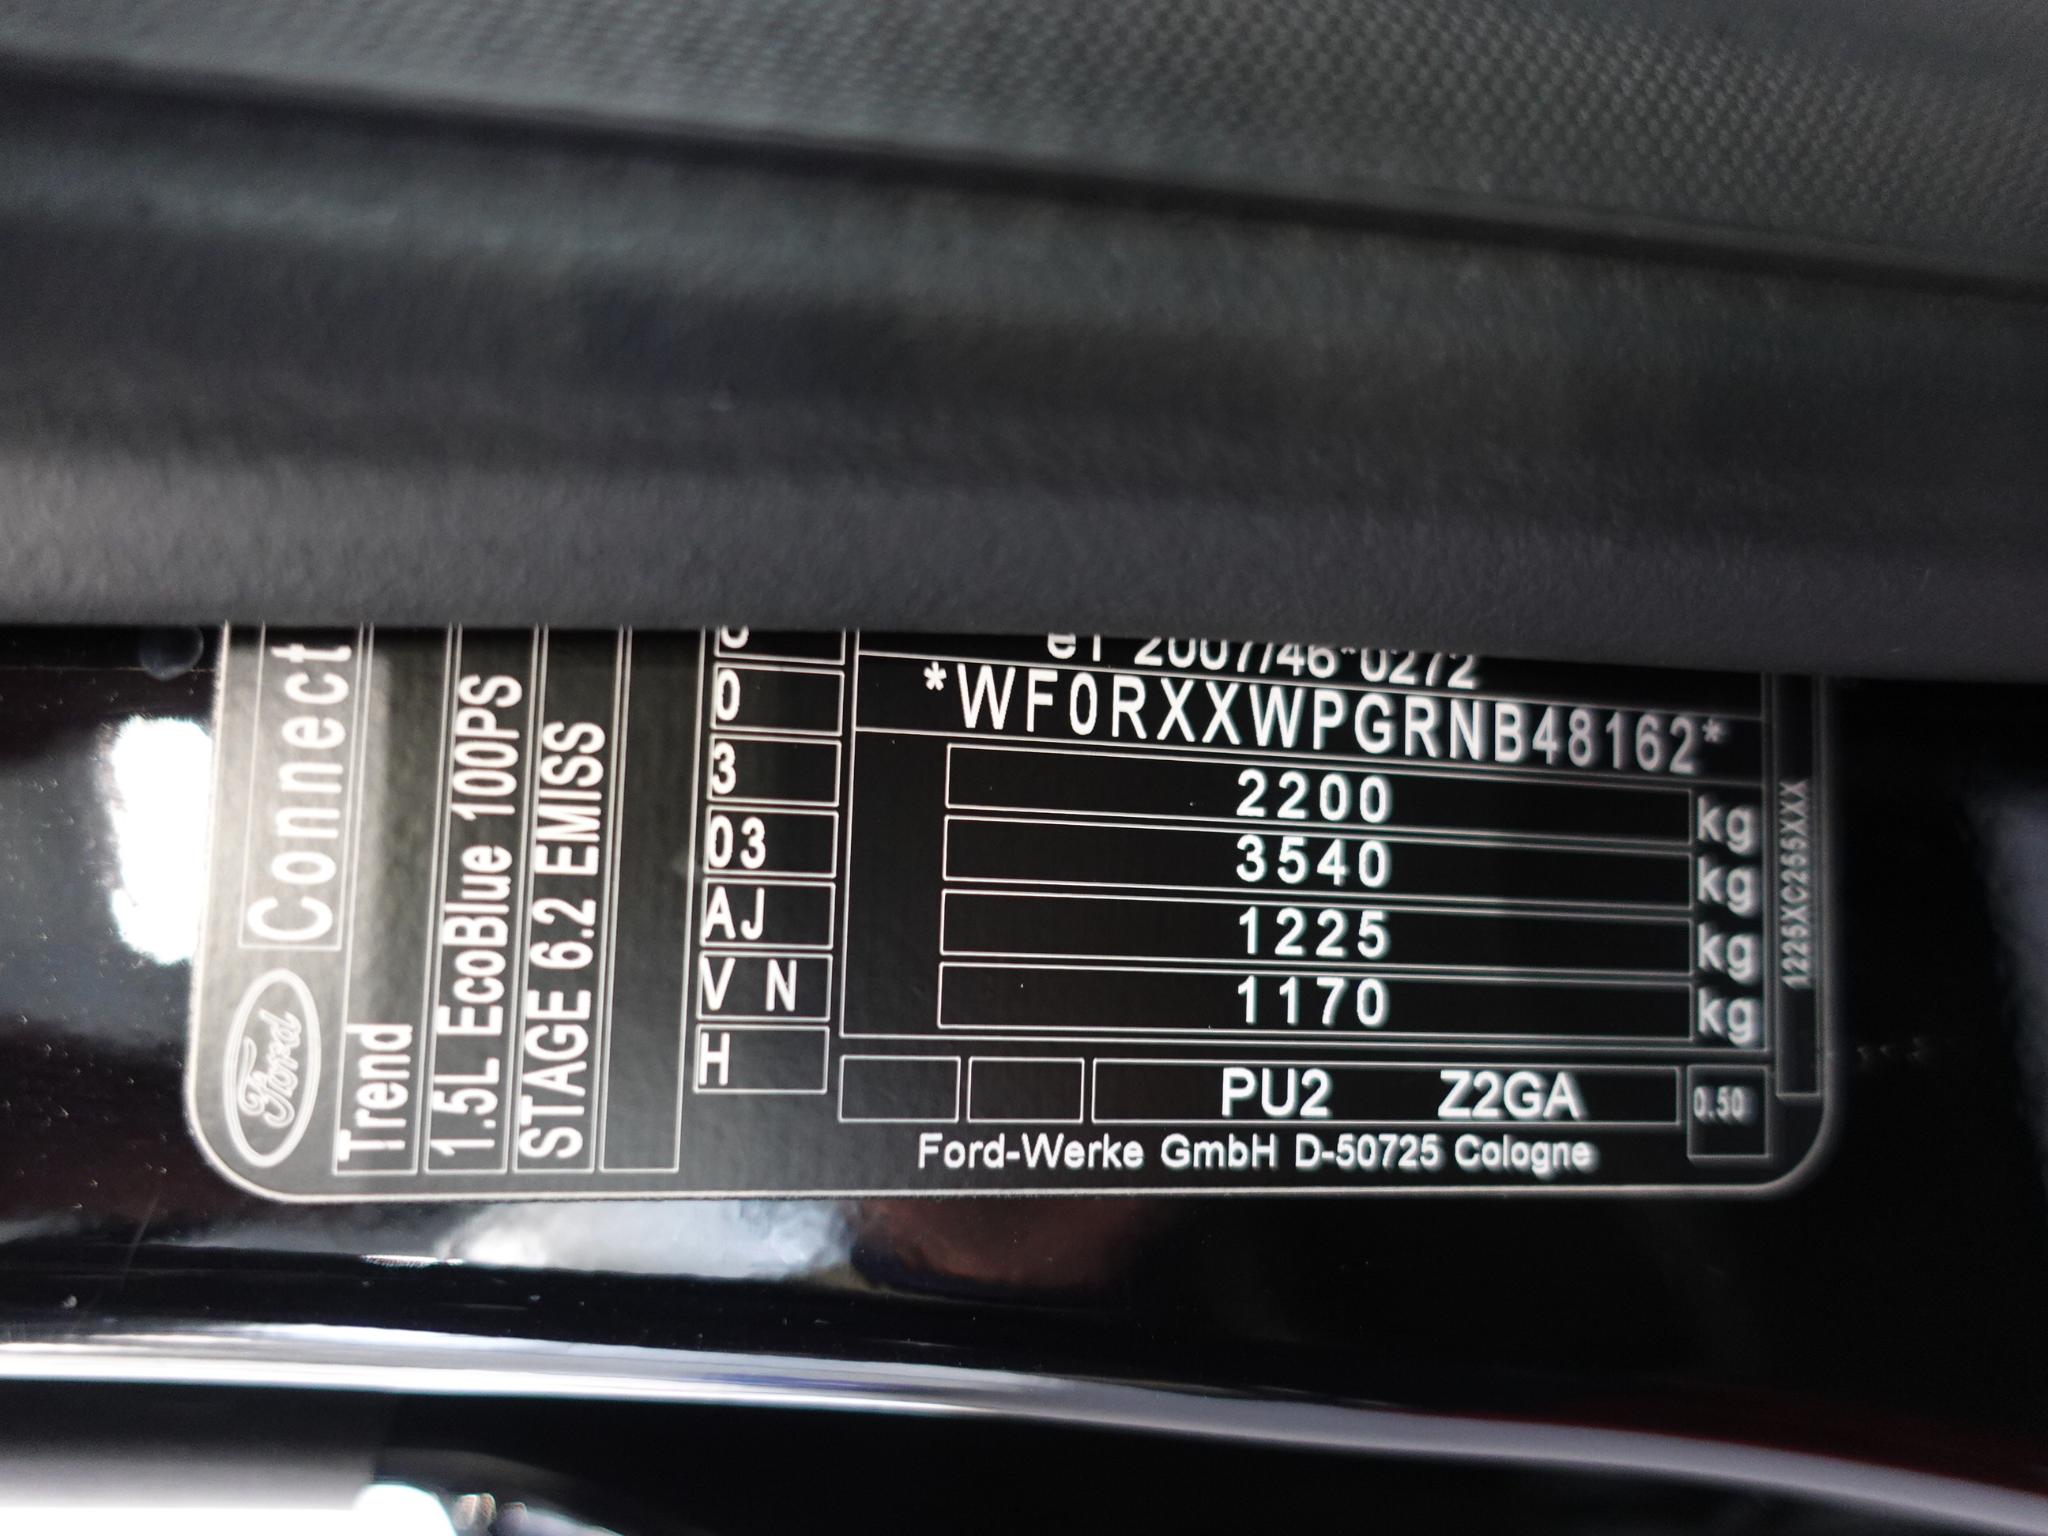 Ford
Connect
Trend
1.5L EcoBlue 100PS
STAGE 6.2 EMISS
0
3
03
AJ
V N
H
e1 2007/46*0272
*WF0RXXWPGRNB48162*
2200 kg
3540 kg
1225 kg
1170 kg
PU2 Z2GA
0.50
Ford-Werke GmbH D-50725 Cologne
1225XC255XXX